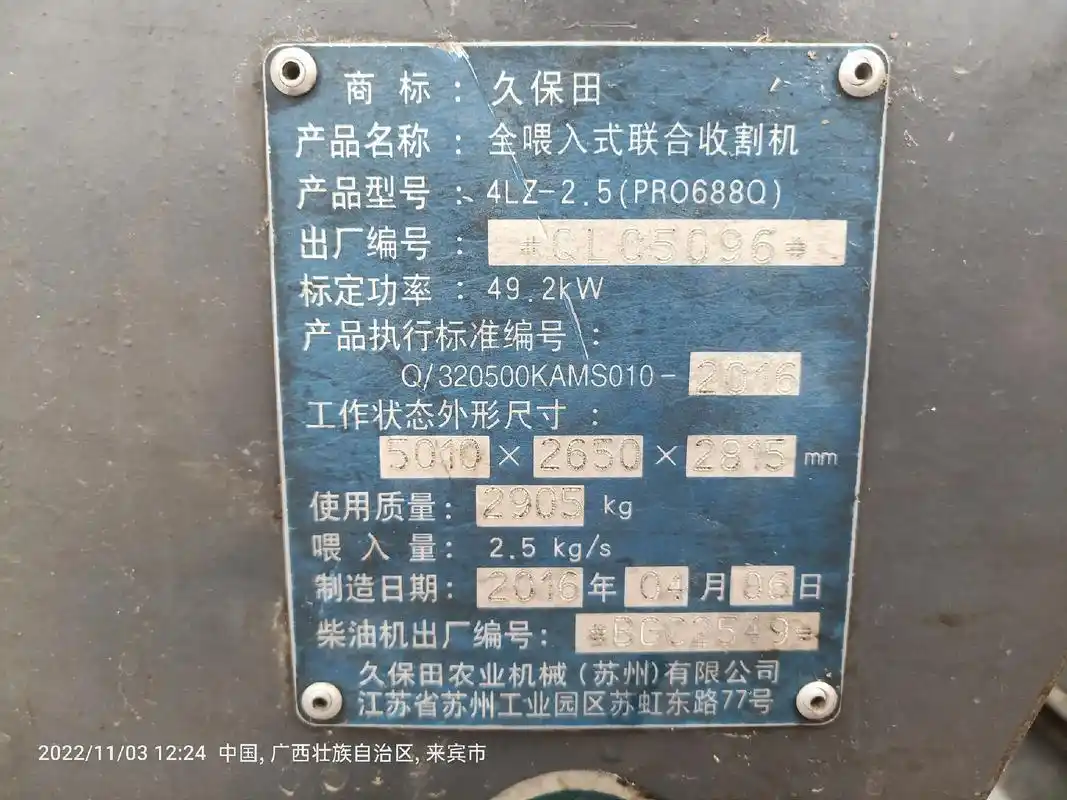 商 标：久保田
产品名称：全喂入式联合收割机
产品型号：4LZ-2.5(PRO688Q)
出厂编号：*CLC5096*
标定功率：49.2kW
产品执行标准编号：
Q/320500KAMS010-2016
工作状态外形尺寸：
5010×2650×2815 mm
使用质量：2905 kg
喂 入 量：2.5 kg/s
制造日期：2016年04月06日
柴油机出厂编号：*BGC2549*
久保田农业机械(苏州)有限公司
江苏省苏州工业园区苏虹东路77号
2022/11/03 12:24 中国, 广西壮族自治区, 来宾市